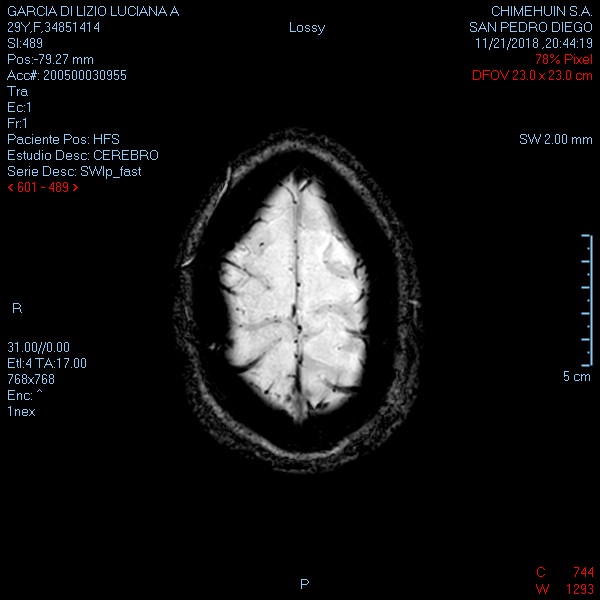 GARCIA DI LIZIO LUCIANA A
29Y,F,34851414
SI:489
Pos:-79.27 mm
Acc#: 200500030955
Tra
Ec:1
Fr:1
Paciente Pos: HFS
Estudio Desc: CEREBRO
Serie Desc: SWIp_fast
< 601 - 489 >
Lossy
CHIMEHUIN S.A.
SAN PEDRO DIEGO
11/21/2018 ,20:44:19
78% Pixel
DFOV 23.0 x 23.0 cm
SW 2.00 mm
R
5 cm
31.00//0.00
Etl:4 TA:17.00
768x768
Enc: ^
1nex
P
C 744
W 1293